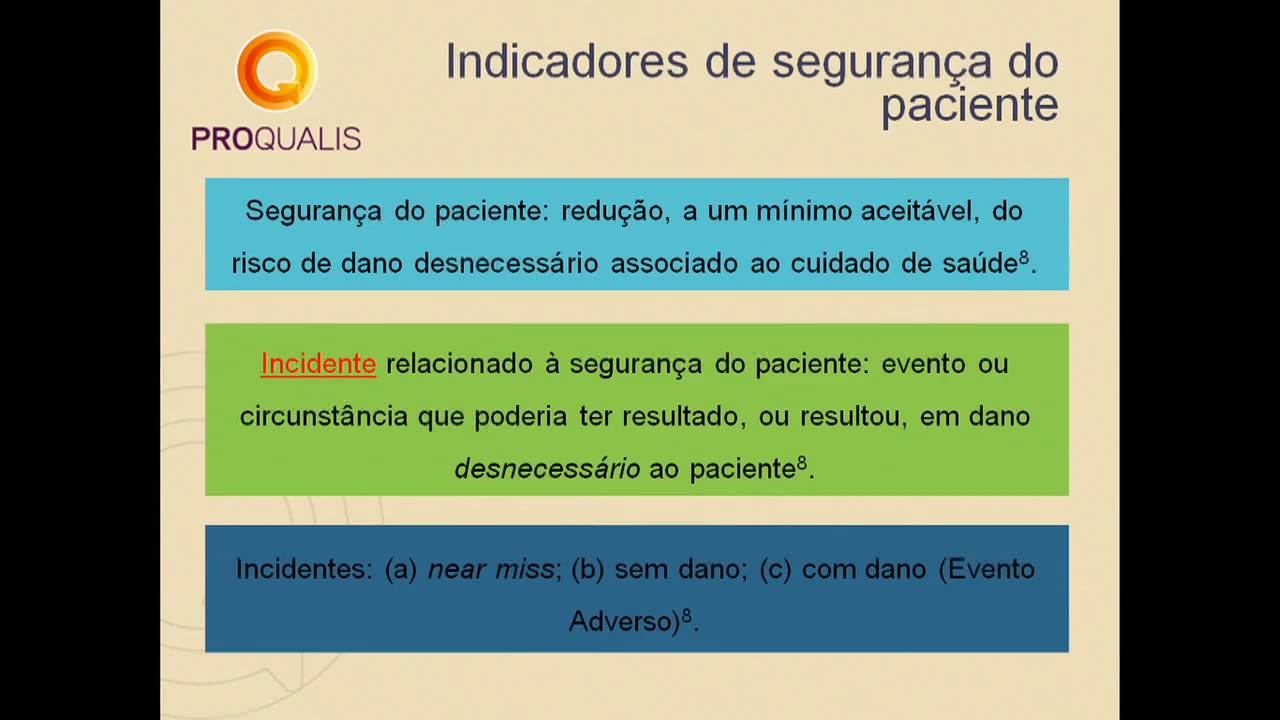 Indicadores de segurança do
paciente
PROQUALIS
Segurança do paciente: redução, a um mínimo aceitável, do
risco de dano desnecessário associado ao cuidado de saúde⁸.
Incidente relacionado à segurança do paciente: evento ou
circunstância que poderia ter resultado, ou resultou, em dano
desnecessário ao paciente⁸.
Incidentes: (a) near miss; (b) sem dano; (c) com dano (Evento
Adverso)⁸.